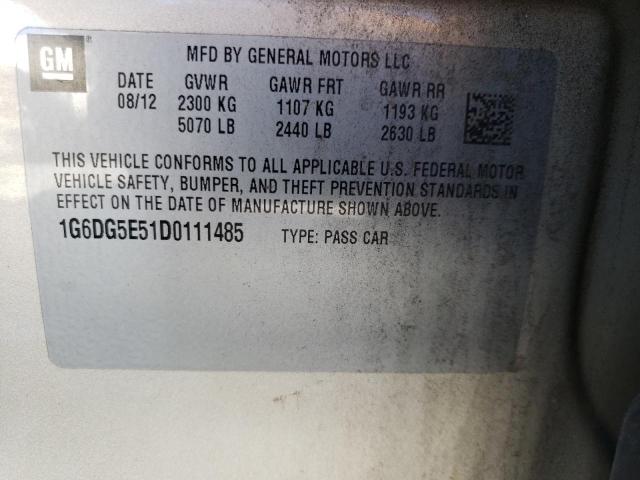 GM
MFD BY GENERAL MOTORS LLC
DATE GVWR GAWR FRT GAWR RR
08/12 2300 KG 1107 KG 1193 KG
5070 LB 2440 LB 2630 LB
THIS VEHICLE CONFORMS TO ALL APPLICABLE U.S. FEDERAL MOTOR
VEHICLE SAFETY, BUMPER, AND THEFT PREVENTION STANDARDS IN
EFFECT ON THE DATE OF MANUFACTURE SHOWN ABOVE.
1G6DG5E51D0111485 TYPE: PASS CAR